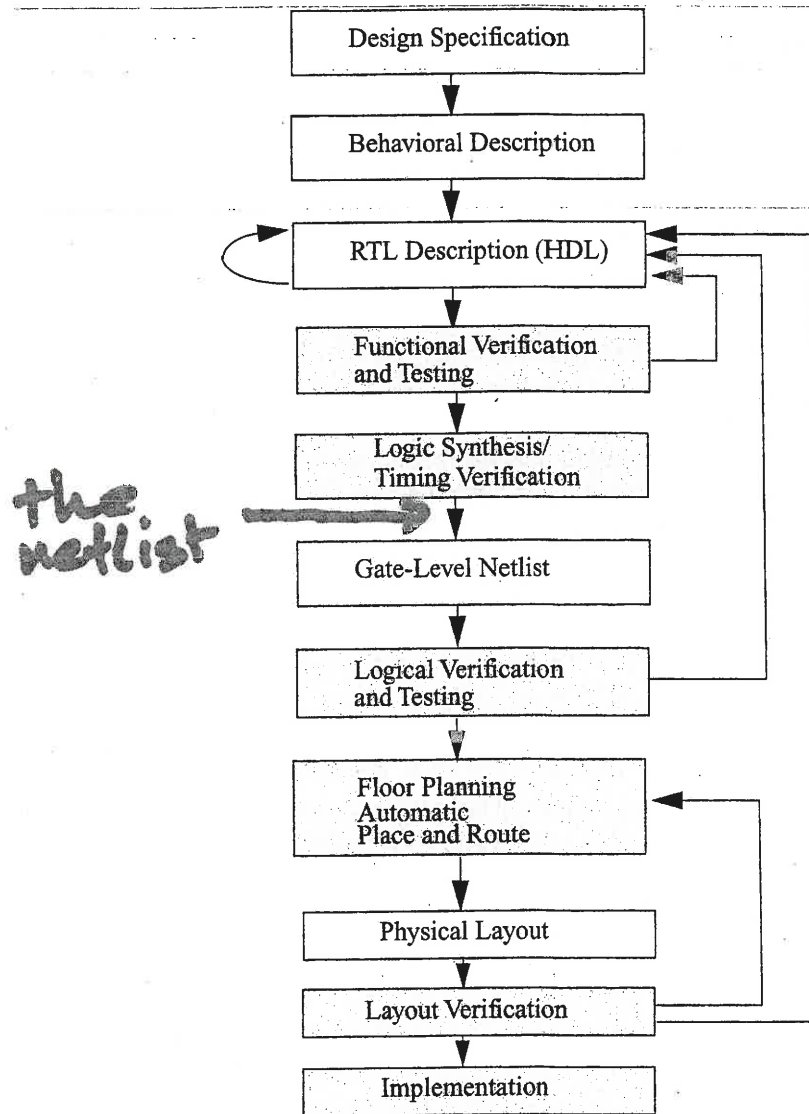 Design Specification
Behavioral Description
RTL Description (HDL)
Functional Verification
and Testing
Logic Synthesis/
Timing Verification
the
netlist
Gate-Level Netlist
Logical Verification
and Testing
Floor Planning
Automatic
Place and Route
Physical Layout
Layout Verification
Implementation